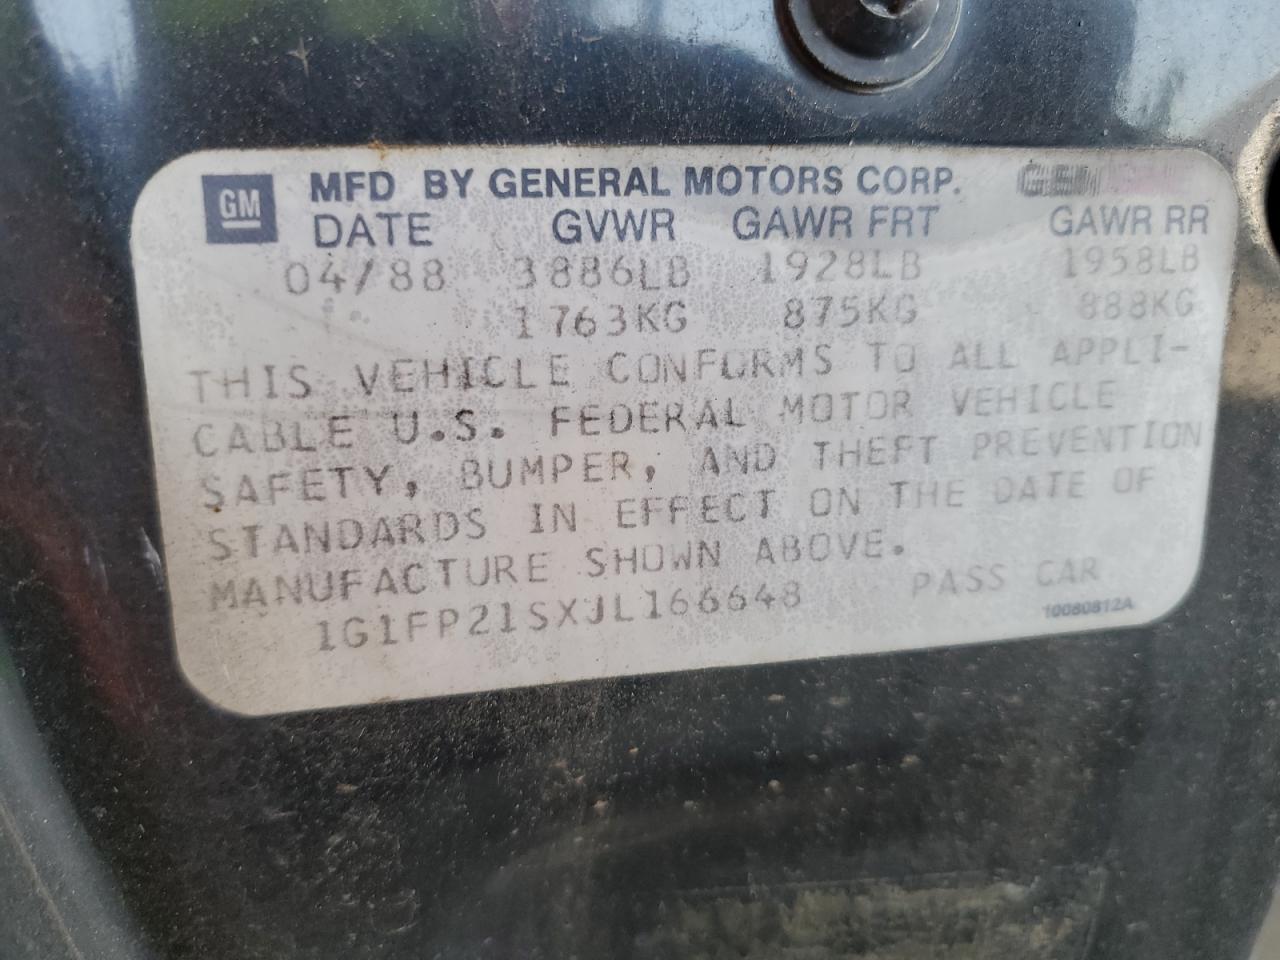 GM MFD BY GENERAL MOTORS CORP. GEN
DATE GVWR GAWR FRT GAWR RR
04/88 3886LB 1928LB 1958LB
1763KG 875KG 888KG
THIS VEHICLE CONFORMS TO ALL APPLI-
CABLE U.S. FEDERAL MOTOR VEHICLE
SAFETY, BUMPER, AND THEFT PREVENTION
STANDARDS IN EFFECT ON THE DATE OF
MANUFACTURE SHOWN ABOVE.
1G1FP21SXJL166648 PASS CAR
10080812A